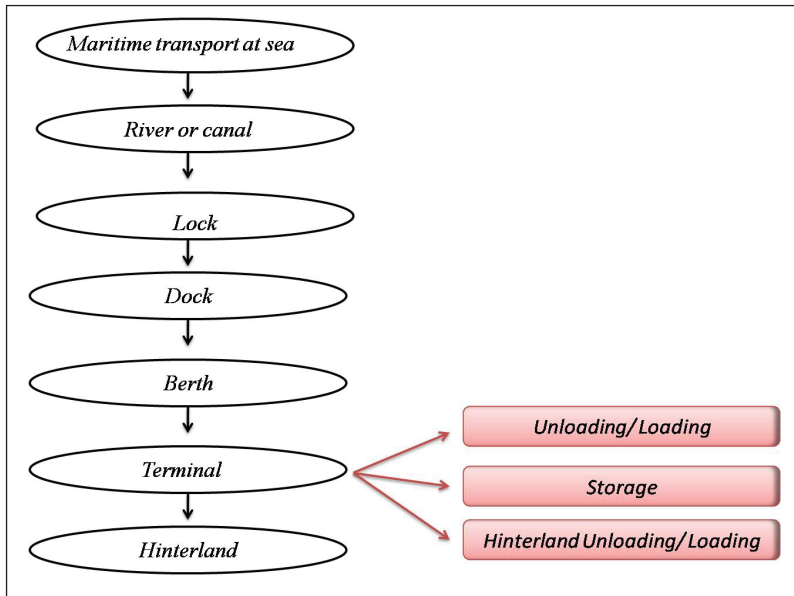 Maritime transport at sea
River or canal
Lock
Dock
Berth
Terminal
Unloading/Loading
Storage
Hinterland Unloading/Loading
Hinterland